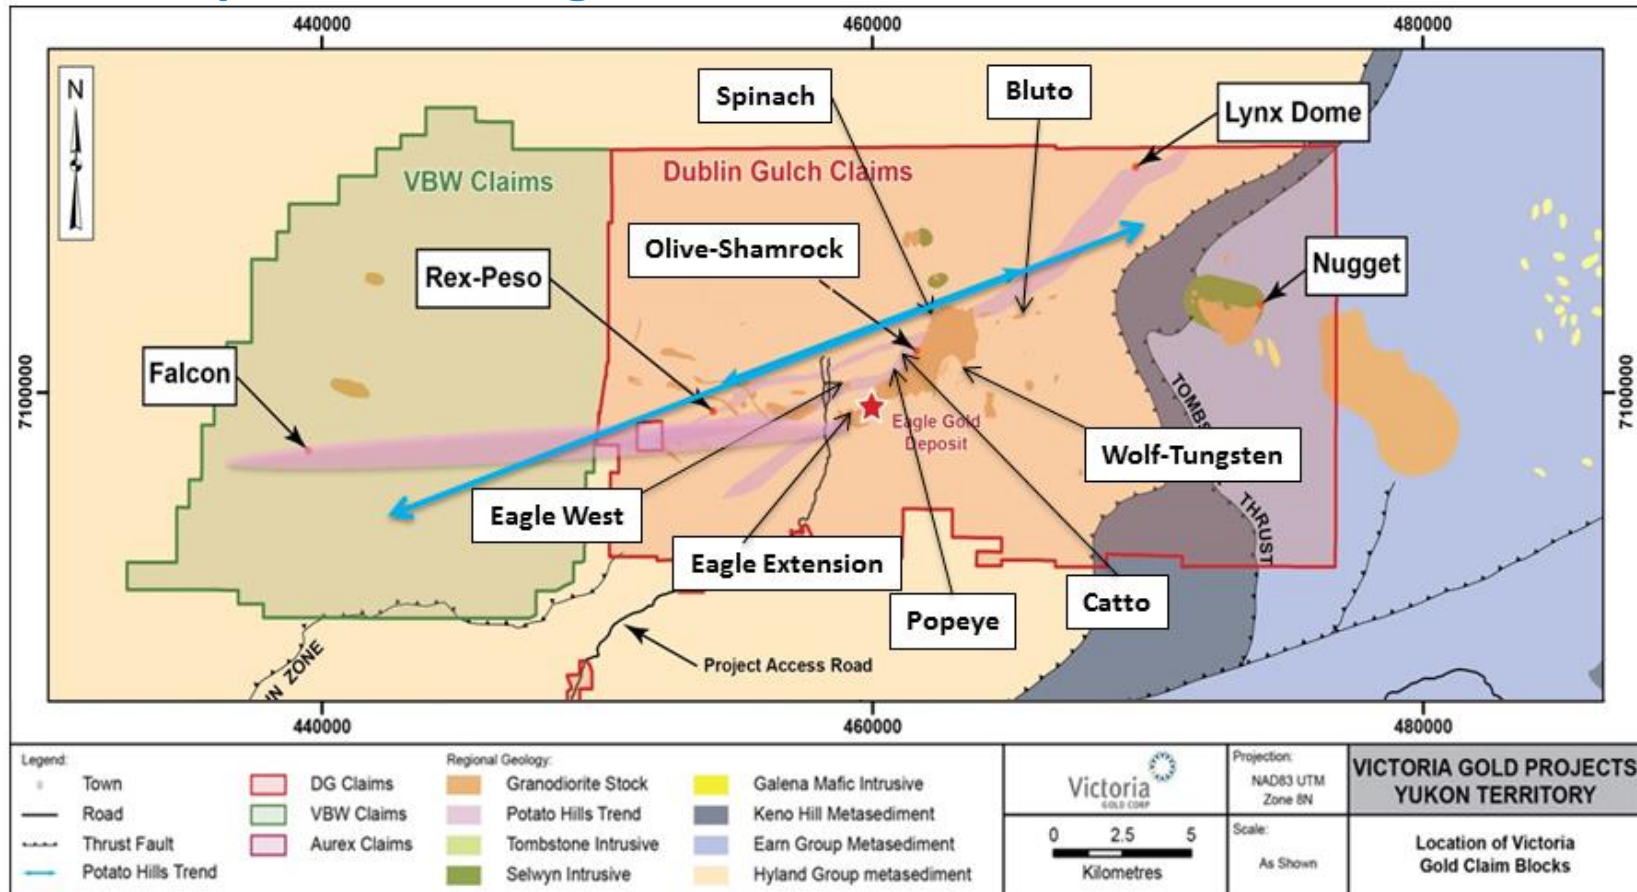 440000
460000
480000
N
Spinach
Bluto
Lynx Dome
VBW Claims
Dublin Gulch Claims
Olive-Shamrock
Rex-Peso
Nugget
Falcon
7100000
7100000
Eagle Gold
Deposit
TOMBS
THRUST
Wolf-Tungsten
Eagle West
Eagle Extension
Catto
Popeye
Project Access Road
IN ZONE
440000
460000
480000
Legend:
Town
Road
Thrust Fault
Potato Hills Trend
DG Claims
VBW Claims
Aurex Claims
Regional Geology:
Granodiorite Stock
Potato Hills Trend
Tombstone Intrusive
Selwyn Intrusive
Galena Mafic Intrusive
Keno Hill Metasediment
Earn Group Metasediment
Hyland Group metasediment
Victoria
GOLD CORP
0 2.5 5
Kilometres
Projection:
NAD83 UTM
Zone 8N
Scale:
As Shown
VICTORIA GOLD PROJECTS
YUKON TERRITORY
Location of Victoria
Gold Claim Blocks